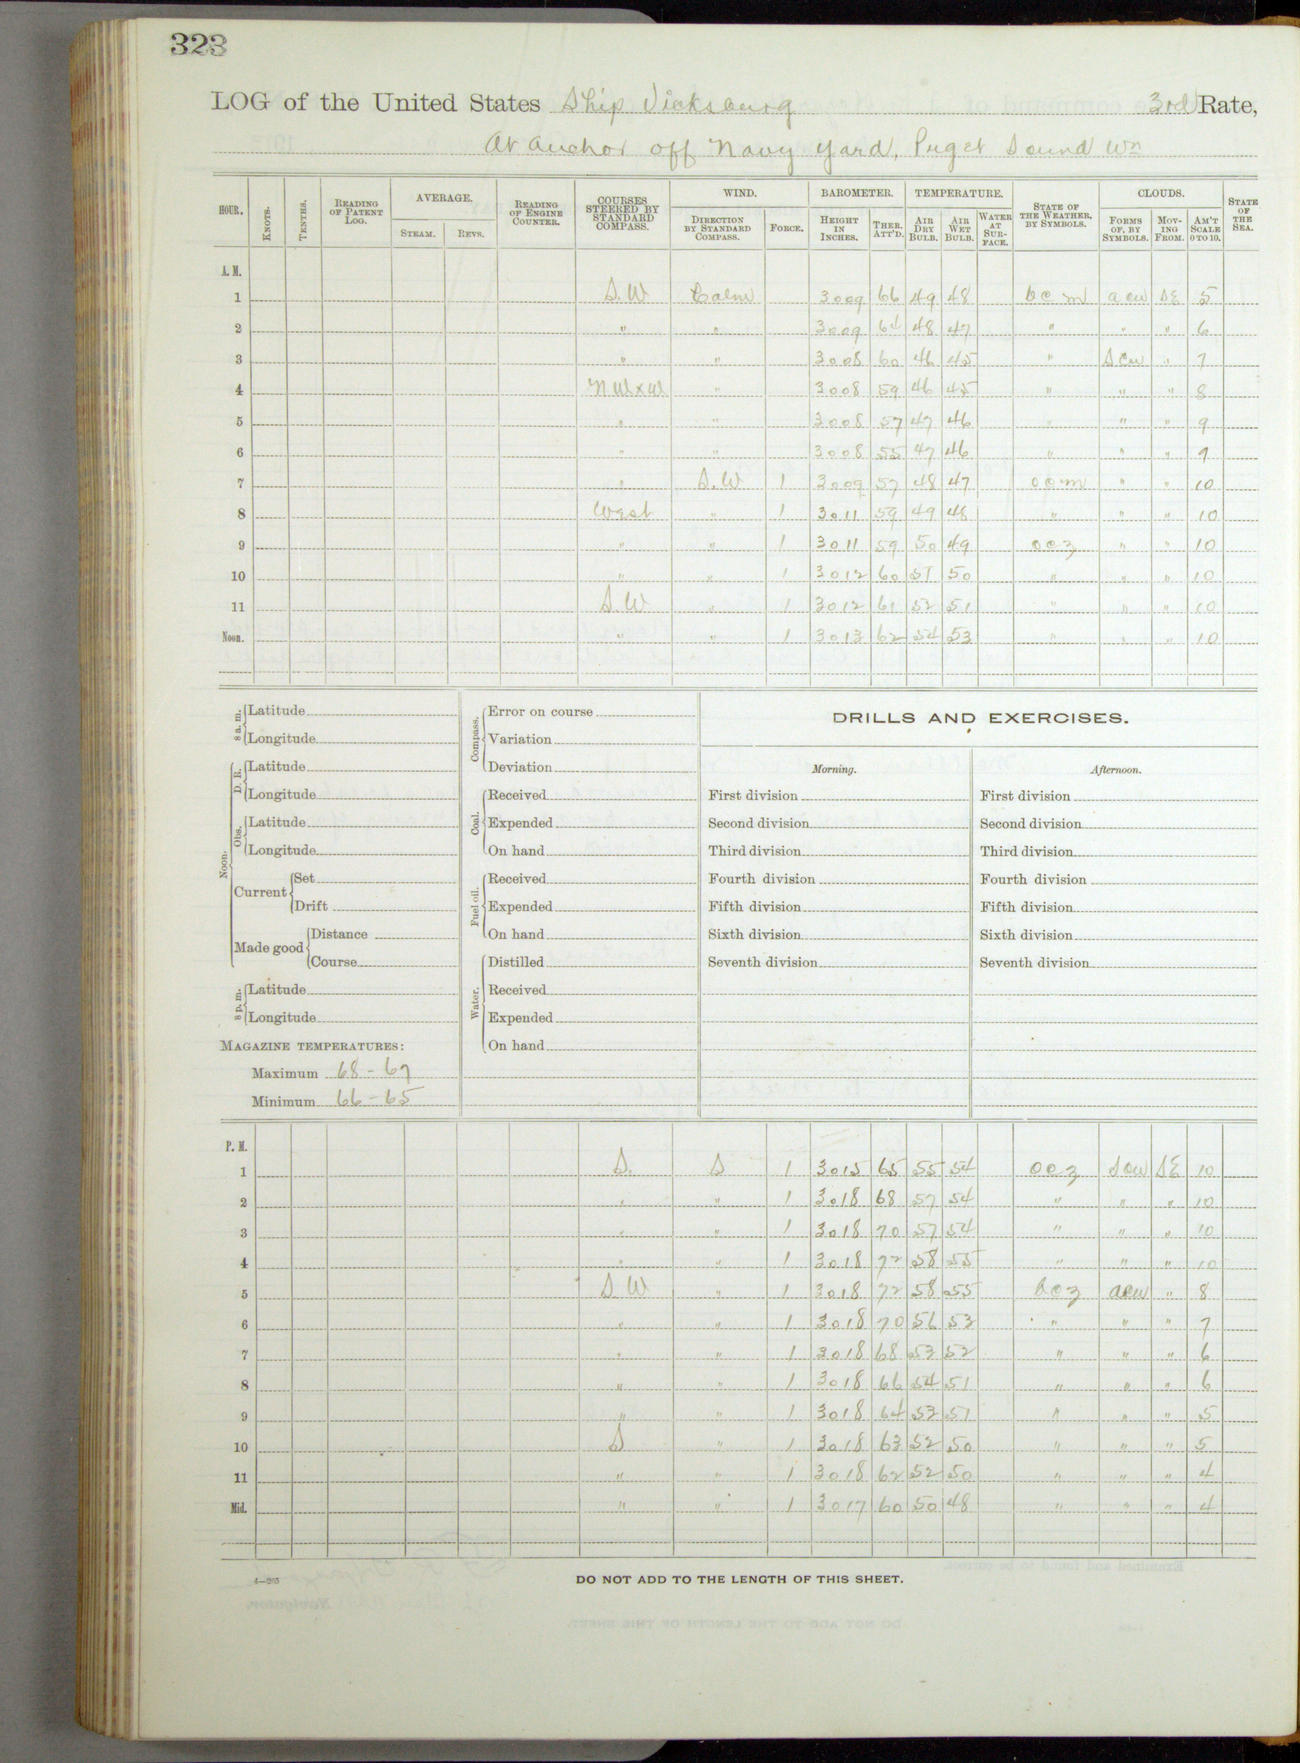 323
LOG of the United States Ship Vicksburg 3rd Rate,
At anchor off Navy Yard, Puget Sound Wn
HOUR. KNOTS. TENTHS. READING OF PATENT LOG. AVERAGE. STEAM. REVS. READING OF ENGINE COUNTER. COURSES STEERED BY STANDARD COMPASS. WIND. DIRECTION BY STANDARD COMPASS. FORCE. BAROMETER. HEIGHT IN INCHES. THER. ATT'D. TEMPERATURE. AIR DRY BULB. AIR WET BULB. WATER AT SURFACE. STATE OF THE WEATHER, BY SYMBOLS. CLOUDS. FORMS OF, BY SYMBOLS. MOVING FROM. AM'T SCALE 0 TO 10. STATE OF THE SEA.
A. M.
1 S.W Calm 3009 66 49 48 bcm acu SE 5
2 " " 3009 64 48 47 " " " 6
3 " " 3008 60 46 45 " Scu " 7
4 NWxW " 3008 59 46 45 " " " 8
5 " " 3008 57 47 46 " " " 9
6 " " 3008 55 47 46 " " " 9
7 " S.W 1 3009 57 48 47 ocm " " 10
8 West " 1 3011 59 49 48 " " " 10
9 " " 1 3011 59 50 49 ocz " " 10
10 " " 1 3012 60 51 50 " " " 10
11 S.W " 1 3012 61 52 51 " " " 10
Noon. " " 1 3013 62 54 53 " " " 10
8 a. m. Latitude
Longitude
Noon. D. R. Latitude
Longitude
Obs. Latitude
Longitude
Current Set
Drift
Made good Distance
Course
8 p. m. Latitude
Longitude
MAGAZINE TEMPERATURES:
Maximum 68-67
Minimum 66-65
Compass. Error on course
Variation
Deviation
Coal. Received
Expended
On hand
Fuel oil. Received
Expended
On hand
Water. Distilled
Received
Expended
On hand
DRILLS AND EXERCISES.
Morning.
First division
Second division
Third division
Fourth division
Fifth division
Sixth division
Seventh division
Afternoon.
First division
Second division
Third division
Fourth division
Fifth division
Sixth division
Seventh division
P. M.
1 S. S 1 3015 65 55 54 ocz Scu SE 10
2 " " 1 3018 68 57 54 " " " 10
3 " " 1 3018 70 57 54 " " " 10
4 " " 1 3018 72 58 55 " " " 10
5 S W " 1 3018 72 58 55 bcz acu " 8
6 " " 1 3018 70 56 53 " " " 7
7 " " 1 3018 68 53 52 " " " 6
8 " " 1 3018 66 54 51 " " " 6
9 " " 1 3018 64 53 51 " " " 5
10 S " 1 3018 63 52 50 " " " 5
11 " " 1 3018 62 52 50 " " " 4
Mid. " " 1 3017 60 50 48 " " " 4
DO NOT ADD TO THE LENGTH OF THIS SHEET.